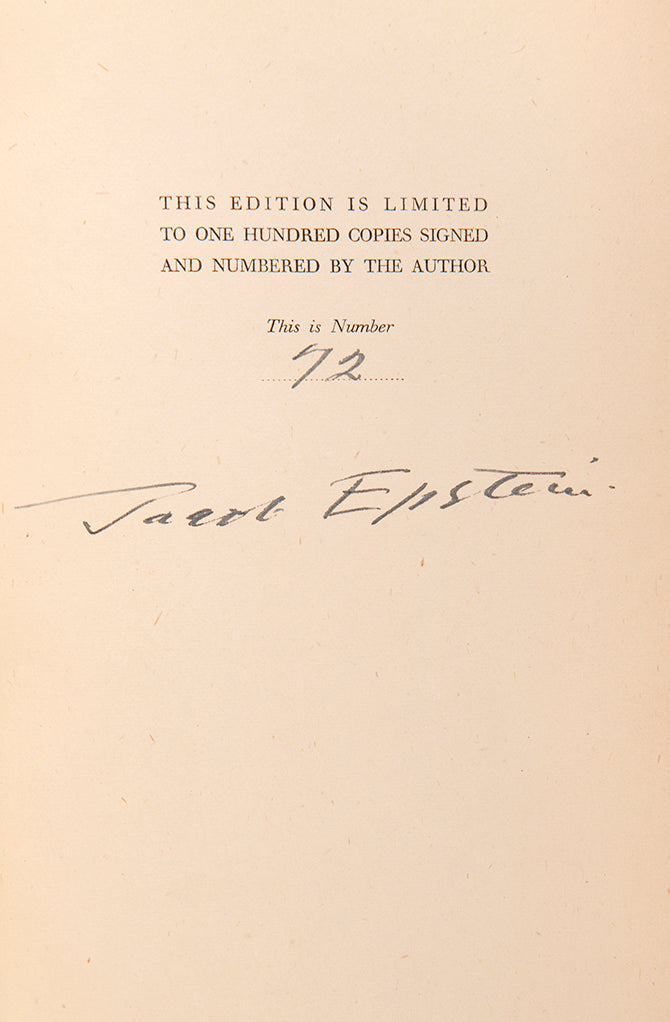 THIS EDITION IS LIMITED
TO ONE HUNDRED COPIES SIGNED
AND NUMBERED BY THE AUTHOR
This is Number
72
Jacob Epstein.